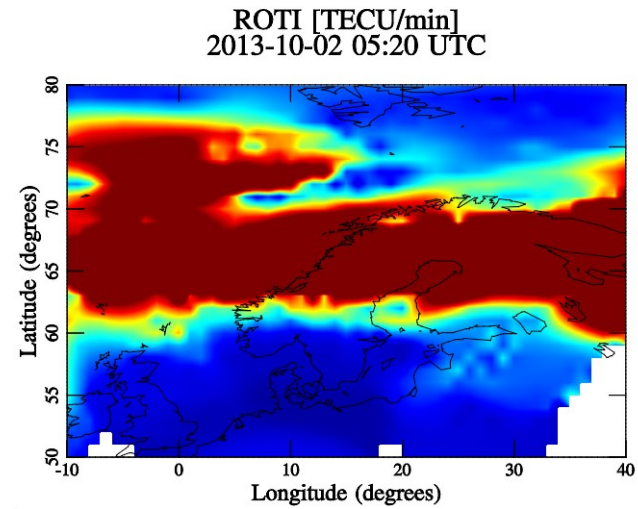 ROTI [TECU/min]
2013-10-02 05:20 UTC
80
75
70
65
60
55
50
Latitude (degrees)
-10 0 10 20 30 40
Longitude (degrees)